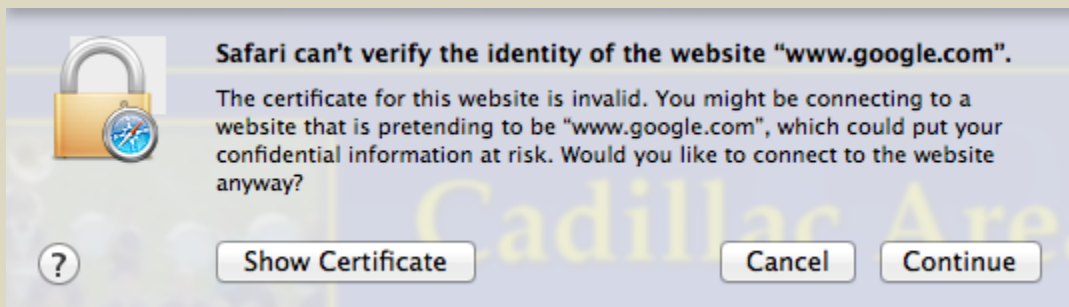 Safari can't verify the identity of the website “www.google.com”.
The certificate for this website is invalid. You might be connecting to a
website that is pretending to be “www.google.com”, which could put your
confidential information at risk. Would you like to connect to the website
anyway?
Cadillac Are
?
Show Certificate
Cancel
Continue